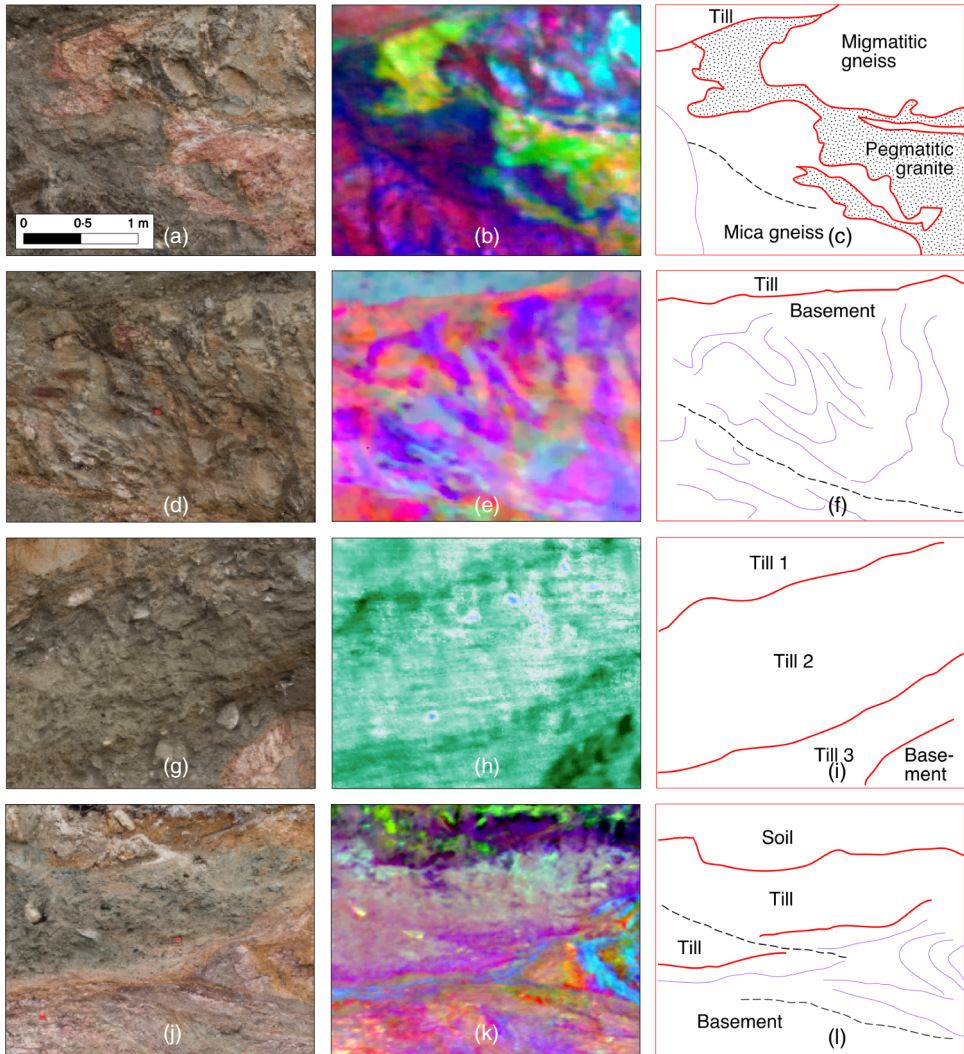 Till
Migmatitic
gneiss
Pegmatitic
granite
Mica gneiss
0 0·5 1 m
(a)
(b)
(c)
Till
Basement
(d)
(e)
(f)
Till 1
Till 2
Till 3
Base-
ment
(g)
(h)
(i)
Soil
Till
Till
Basement
(j)
(k)
(l)